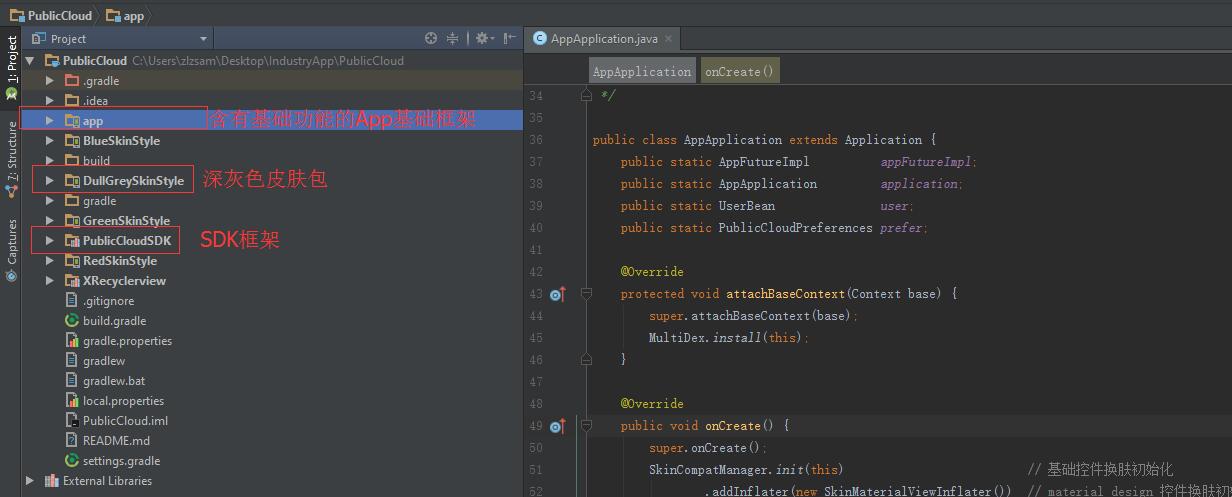 PublicCloud app
Project
AppApplication.java
1: Project
7: Structure
Captures
PublicCloud C:\Users\zlzsam\Desktop\IndustryApp\PublicCloud
.gradle
.idea
app 含有基础功能的App基础框架
BlueSkinStyle
build
DullGreySkinStyle 深灰色皮肤包
gradle
GreenSkinStyle
PublicCloudSDK SDK框架
RedSkinStyle
XRecyclerview
.gitignore
build.gradle
gradle.properties
gradlew
gradlew.bat
local.properties
PublicCloud.iml
README.md
settings.gradle
External Libraries
AppApplication onCreate()
34 */
35
36 public class AppApplication extends Application {
37 public static AppFutureImpl appFutureImpl;
38 public static AppApplication application;
39 public static UserBean user;
40 public static PublicCloudPreferences prefer;
41
42 @Override
43 protected void attachBaseContext(Context base) {
44 super.attachBaseContext(base);
45 MultiDex.install(this);
46 }
47
48 @Override
49 public void onCreate() {
50 super.onCreate();
51 SkinCompatManager.init(this) // 基础控件换肤初始化
52 .addInflater(new SkinMaterialViewInflater()) // material design 控件换肤初